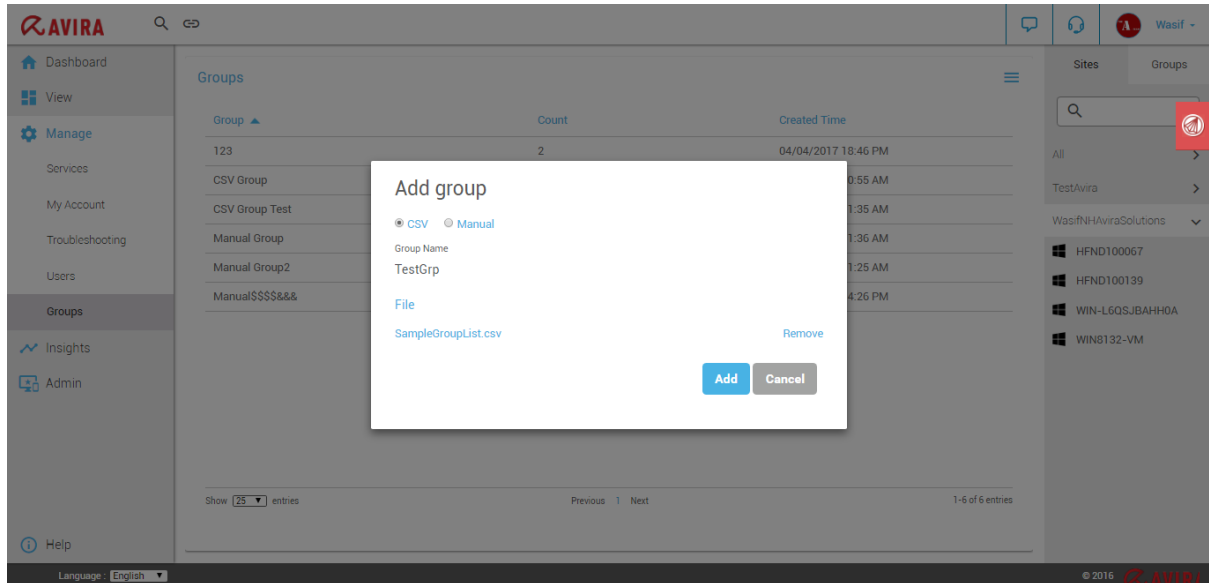 AVIRA
Wasif
Dashboard
View
Manage
Services
My Account
Troubleshooting
Users
Groups
Insights
Admin
Help
Groups
Group Count Created Time
123 2 04/04/2017 18:46 PM
CSV Group 0:55 AM
CSV Group Test 1:35 AM
Manual Group 1:36 AM
Manual Group2 1:25 AM
Manual$$$$&&& 4:26 PM
Add group
CSV Manual
Group Name
TestGrp
File
SampleGroupList.csv Remove
Add Cancel
Show 25 entries Previous 1 Next 1-6 of 6 entries
Sites Groups
All
TestAvira
WasifNHAviraSolutions
HFND100067
HFND100139
WIN-L6QSJBAHH0A
WIN8132-VM
Language : English © 2016 AVIRA